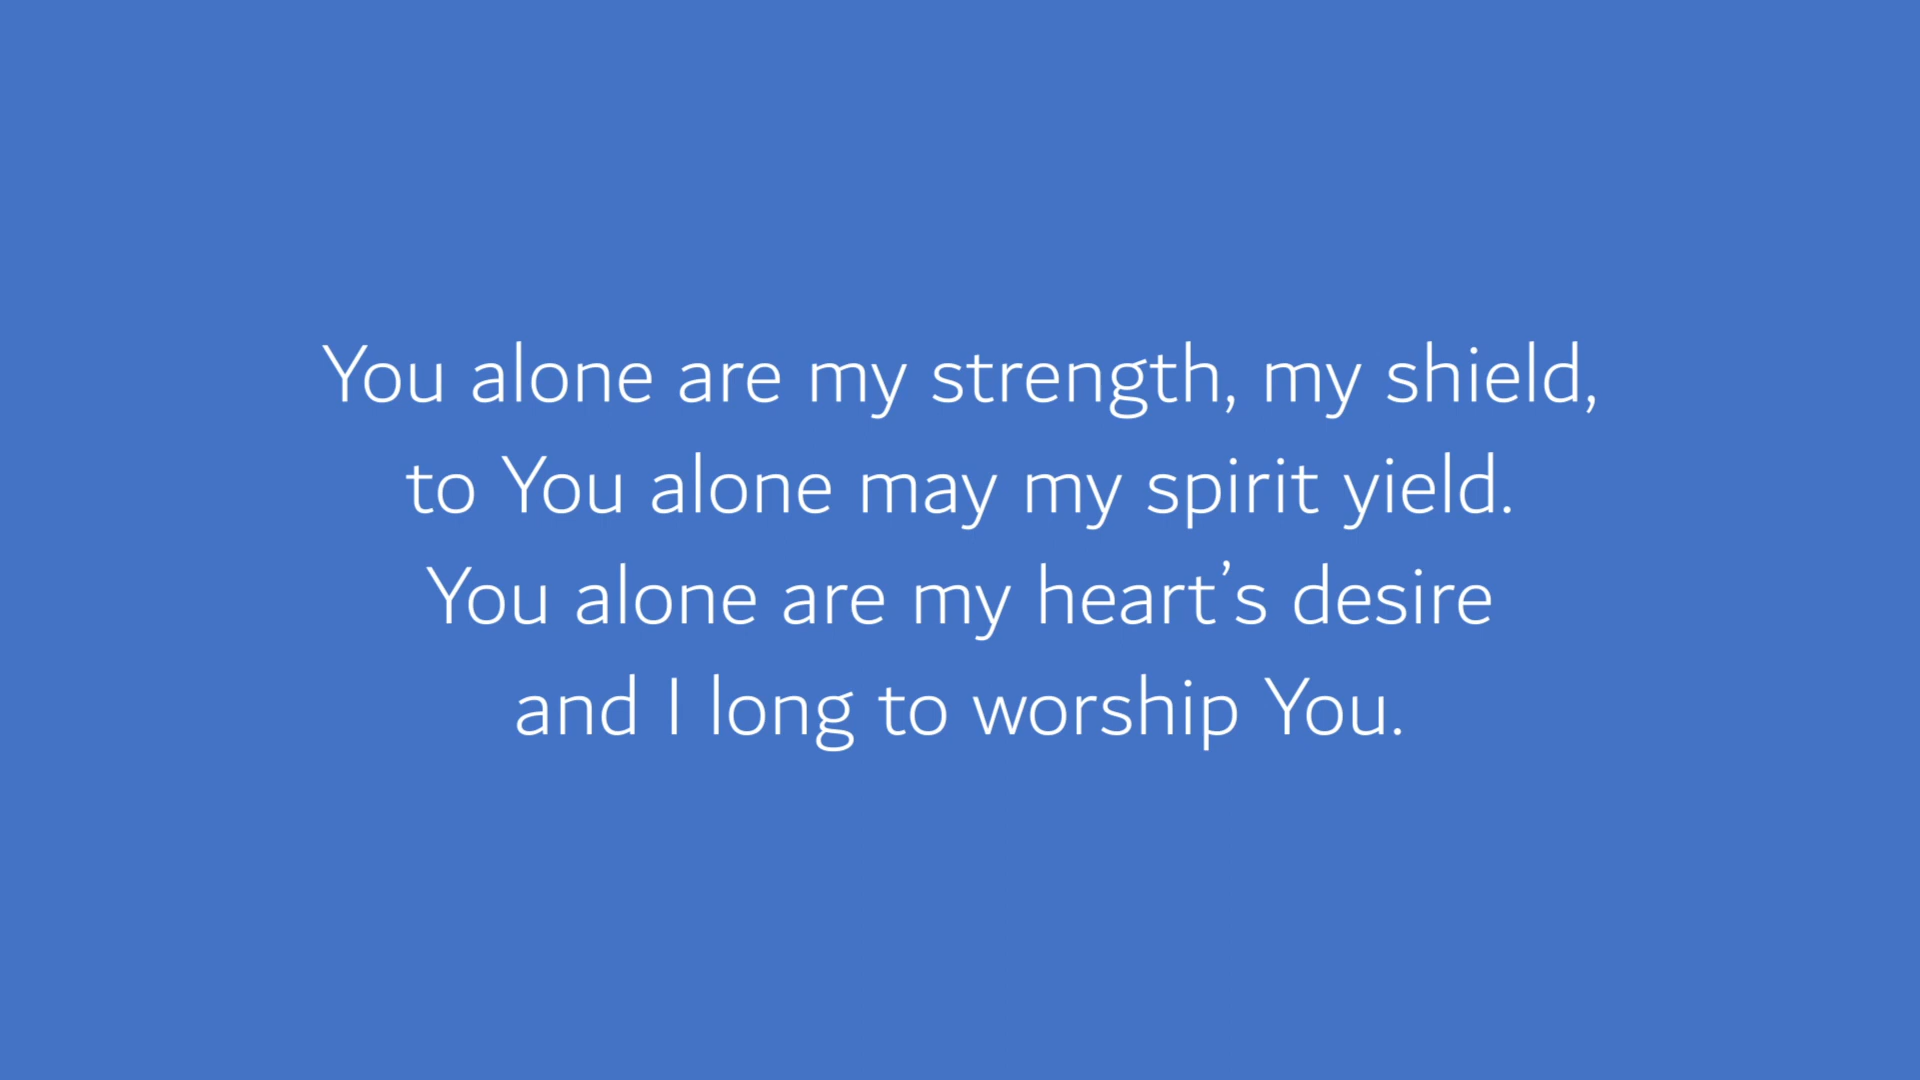 You alone are my strength, my shield,
to You alone may my spirit yield.
You alone are my heart’s desire
and I long to worship You.